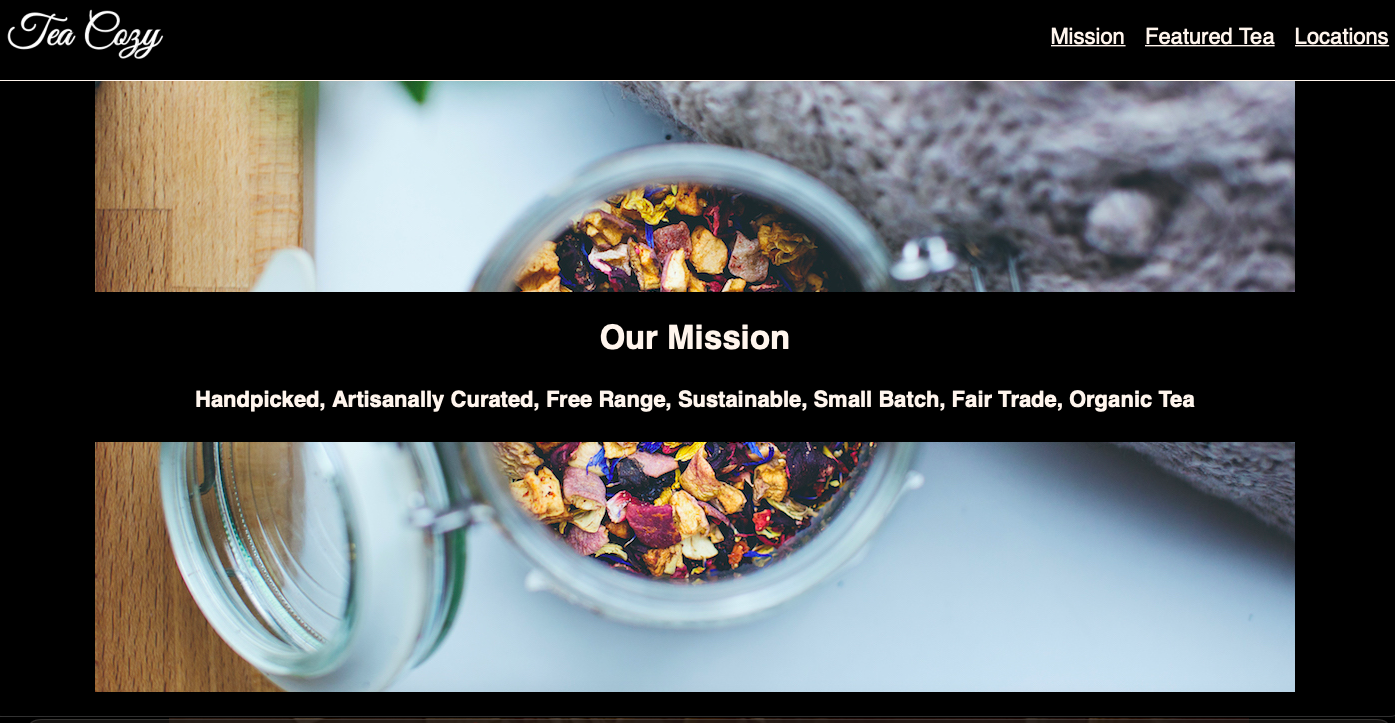 Tea Cozy
Mission Featured Tea Locations
Our Mission
Handpicked, Artisanally Curated, Free Range, Sustainable, Small Batch, Fair Trade, Organic Tea